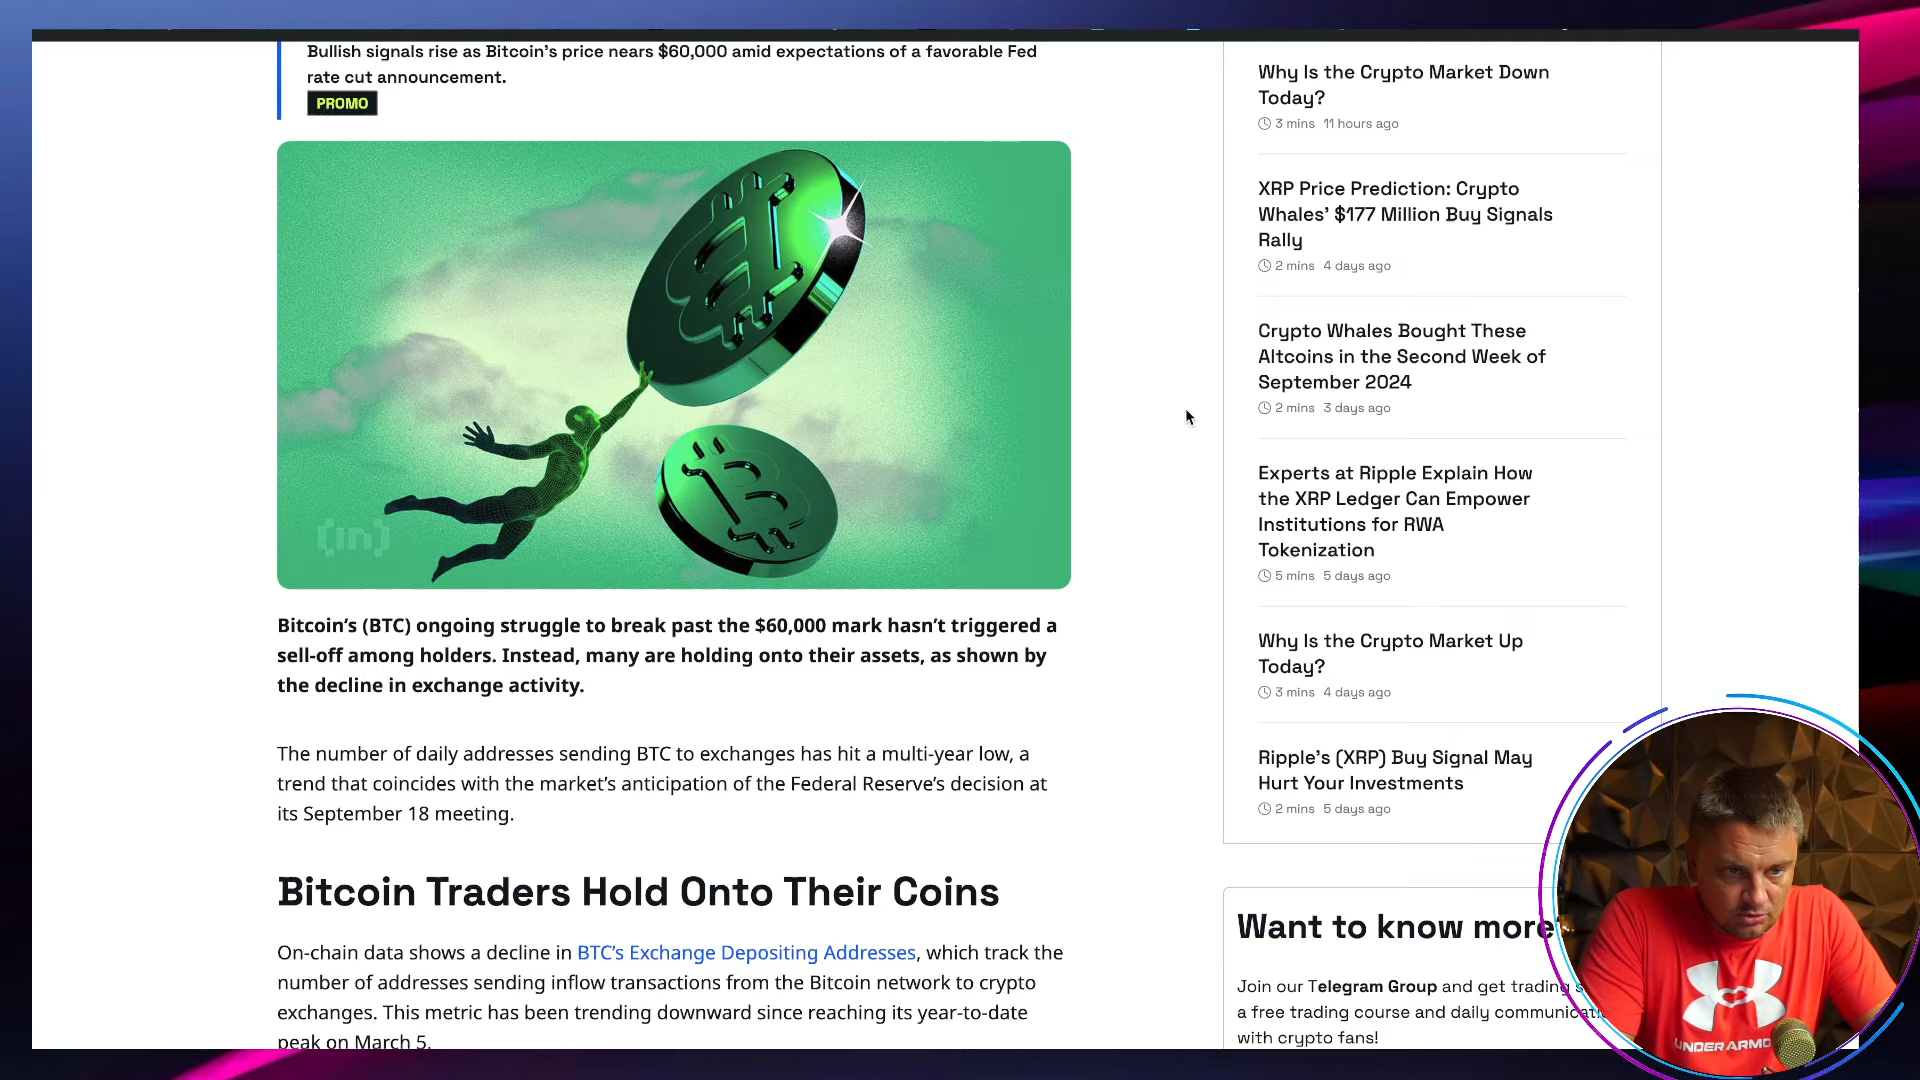 Bullish signals rise as Bitcoin's price nears $60,000 amid expectations of a favorable Fed
rate cut announcement.
PROMO
[in]
Bitcoin's (BTC) ongoing struggle to break past the $60,000 mark hasn't triggered a
sell-off among holders. Instead, many are holding onto their assets, as shown by
the decline in exchange activity.
The number of daily addresses sending BTC to exchanges has hit a multi-year low, a
trend that coincides with the market's anticipation of the Federal Reserve's decision at
its September 18 meeting.
Bitcoin Traders Hold Onto Their Coins
On-chain data shows a decline in BTC's Exchange Depositing Addresses, which track the
number of addresses sending inflow transactions from the Bitcoin network to crypto
exchanges. This metric has been trending downward since reaching its year-to-date
peak on March 5.
Why Is the Crypto Market Down
Today?
3 mins 11 hours ago
XRP Price Prediction: Crypto
Whales' $177 Million Buy Signals
Rally
2 mins 4 days ago
Crypto Whales Bought These
Altcoins in the Second Week of
September 2024
2 mins 3 days ago
Experts at Ripple Explain How
the XRP Ledger Can Empower
Institutions for RWA
Tokenization
5 mins 5 days ago
Why Is the Crypto Market Up
Today?
3 mins 4 days ago
Ripple's (XRP) Buy Signal May
Hurt Your Investments
2 mins 5 days ago
Want to know more
Join our Telegram Group and get trading
a free trading course and daily
with crypto fans!
UNDER ARMO